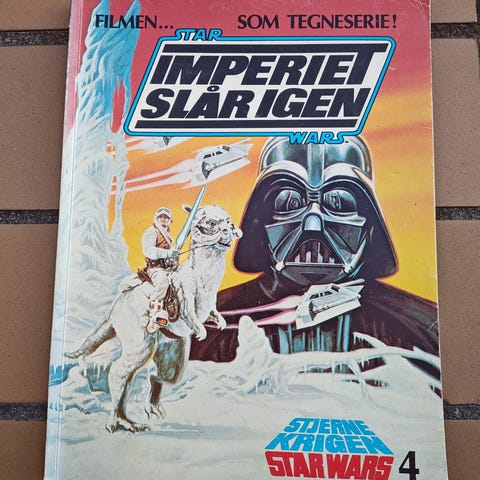 FILMEN... SOM TEGNESERIE!
STAR
IMPERIET
SLÅR IGEN
WARS
STJERNE
KRIGEN
STAR WARS 4